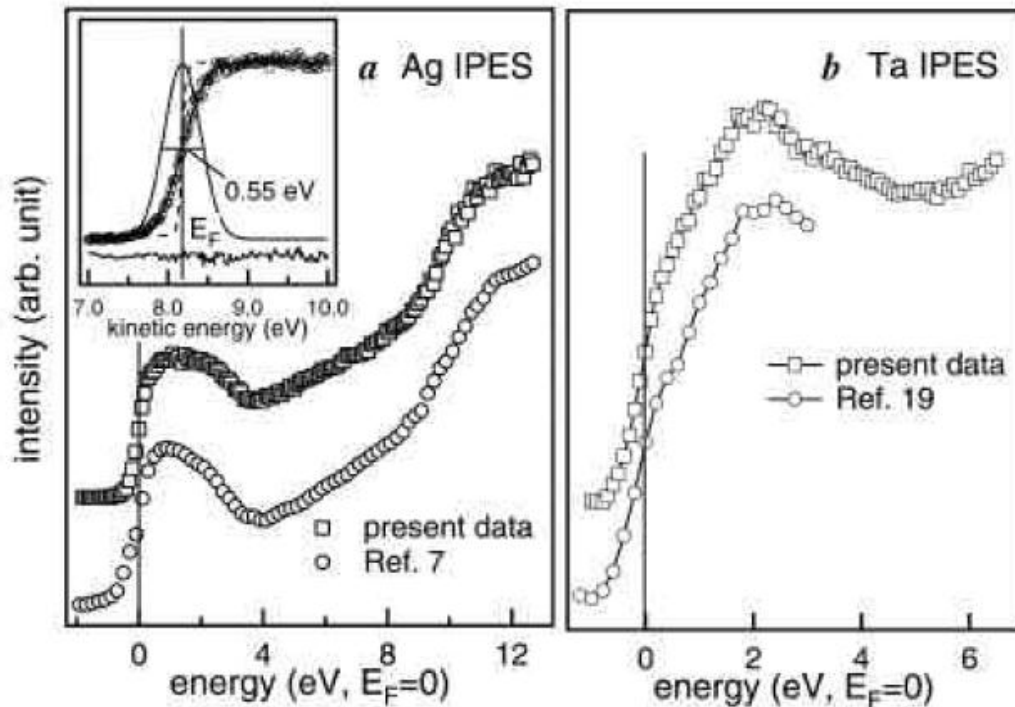 a Ag IPES
0.55 eV
E_F
7.0 8.0 9.0 10.0
kinetic energy (eV)
intensity (arb. unit)
present data
Ref. 7
0 4 8 12
energy (eV, E_F=0)
b Ta IPES
present data
Ref. 19
0 2 4 6
energy (eV, E_F=0)